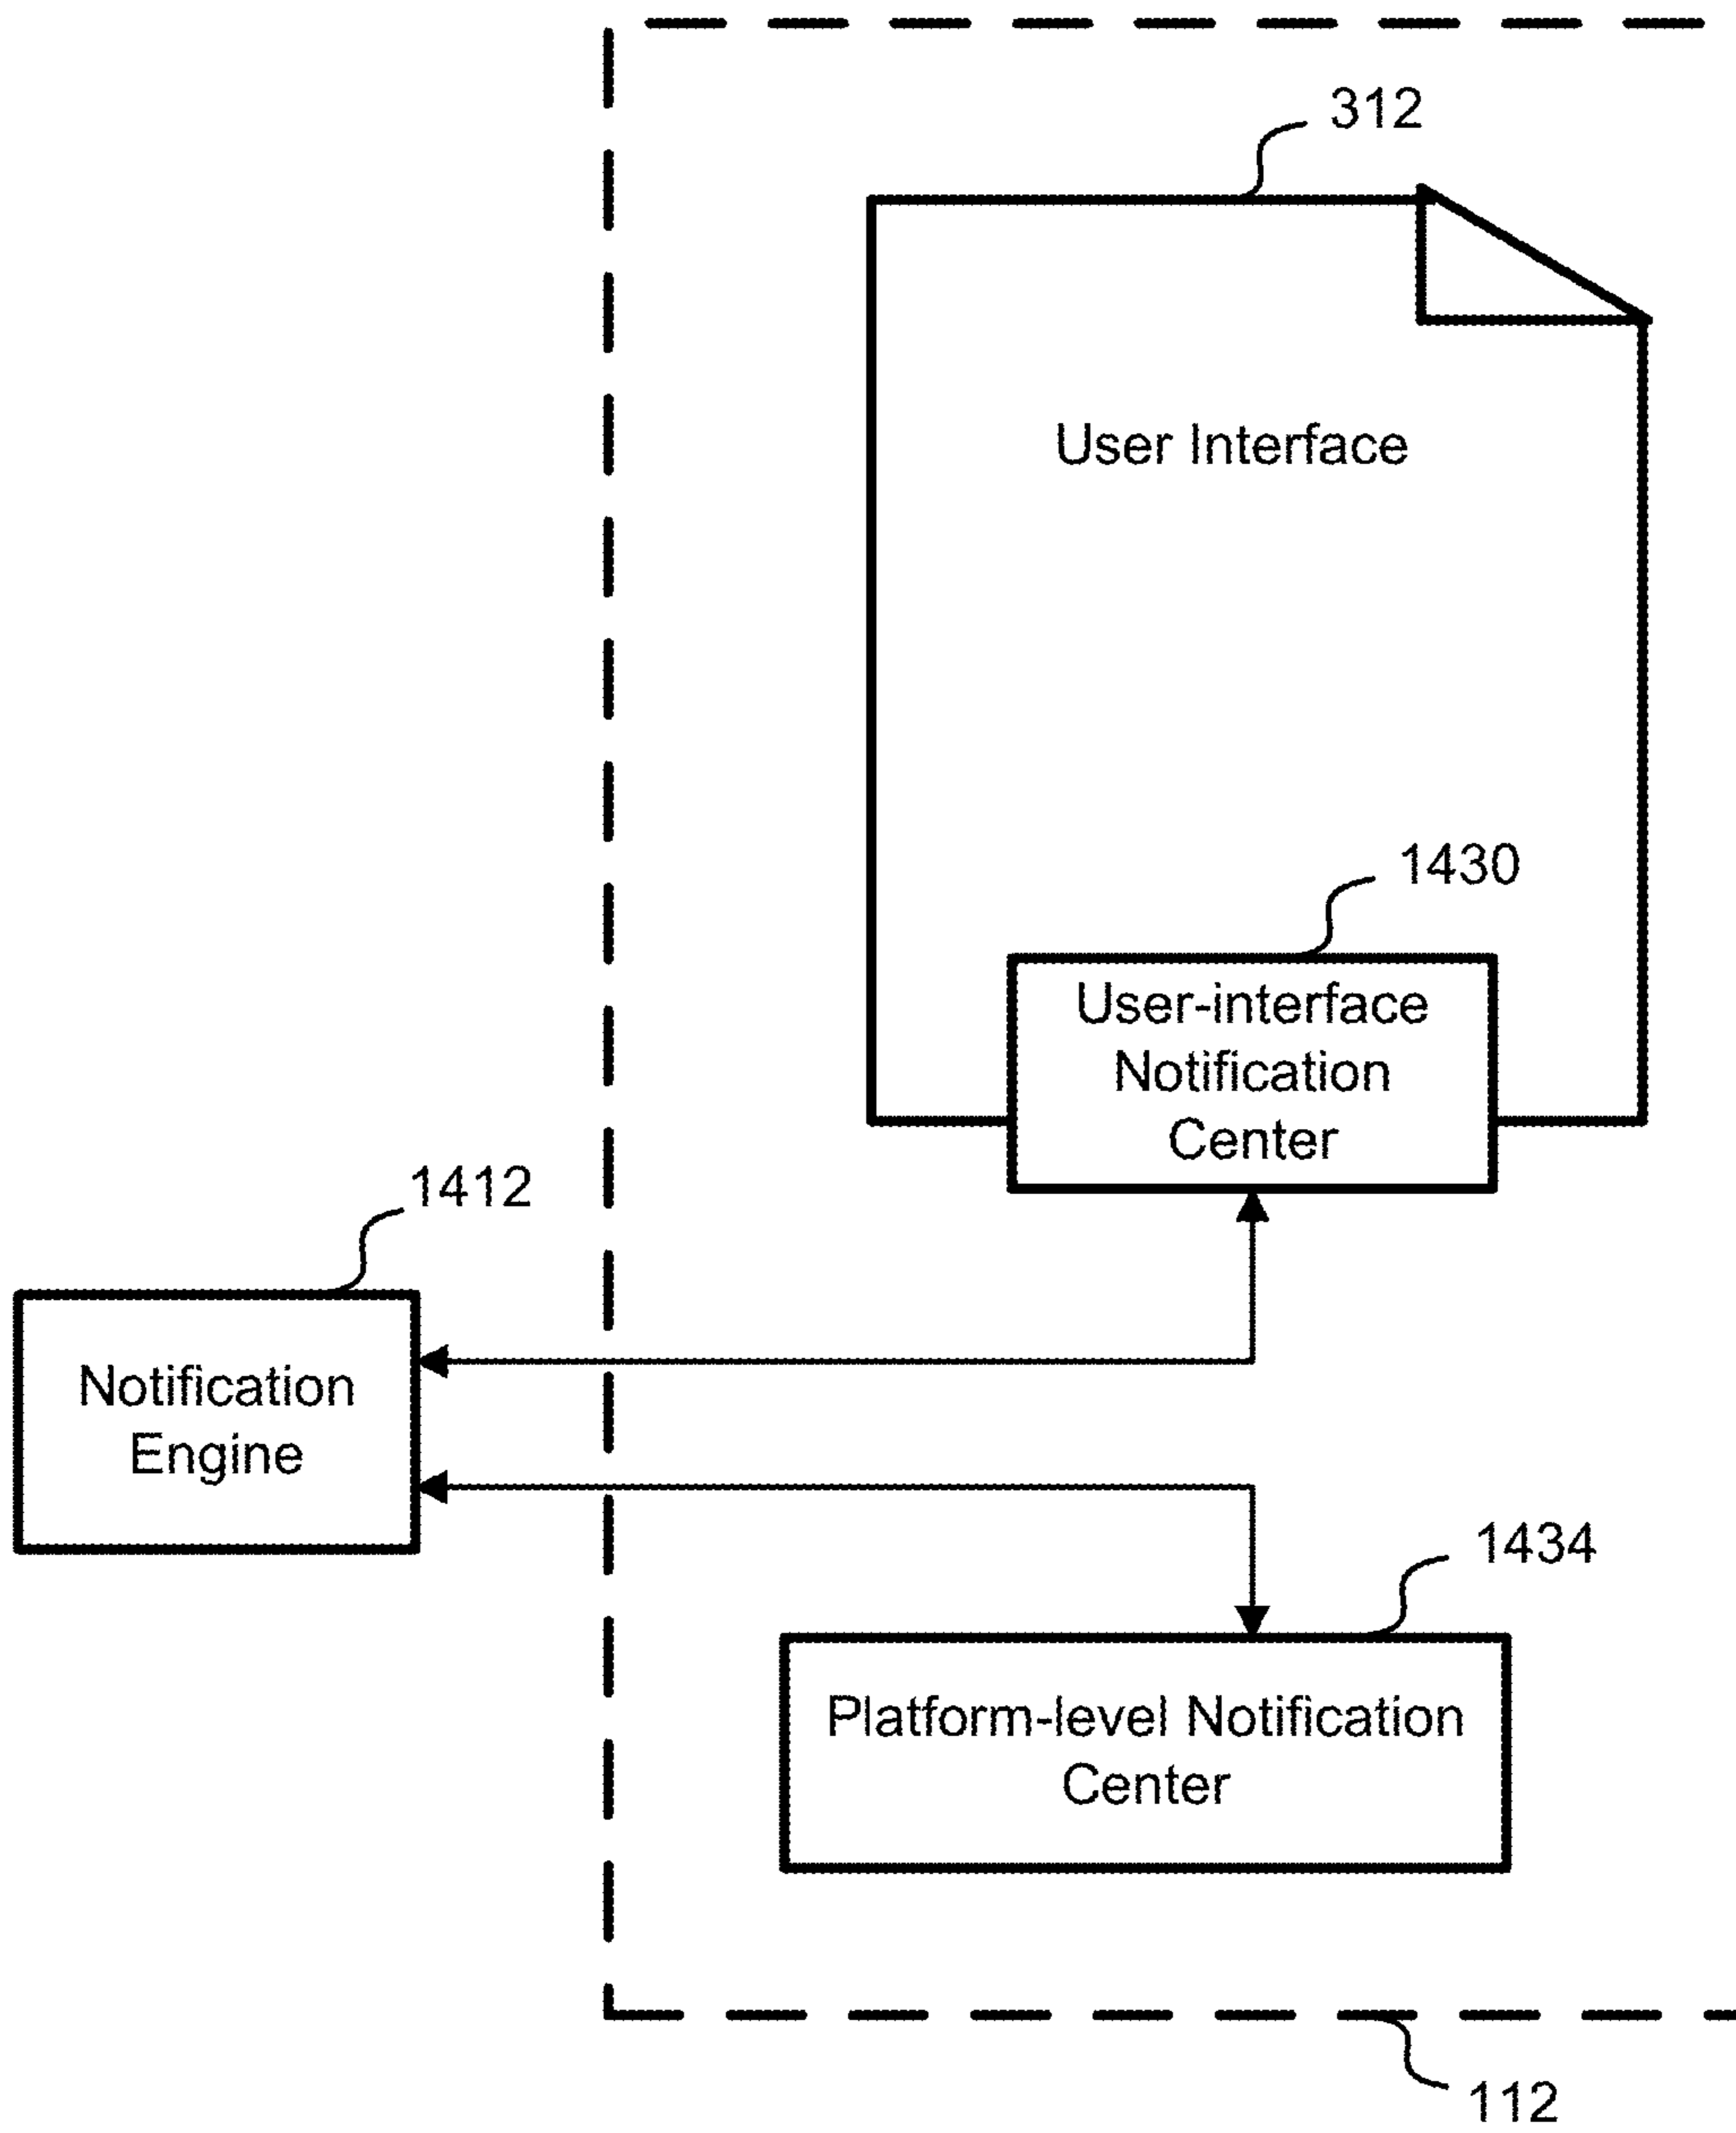 312
User Interface
1430
User-interface
Notification
Center
1412
Notification
Engine
1434
Platform-level Notification
Center
112